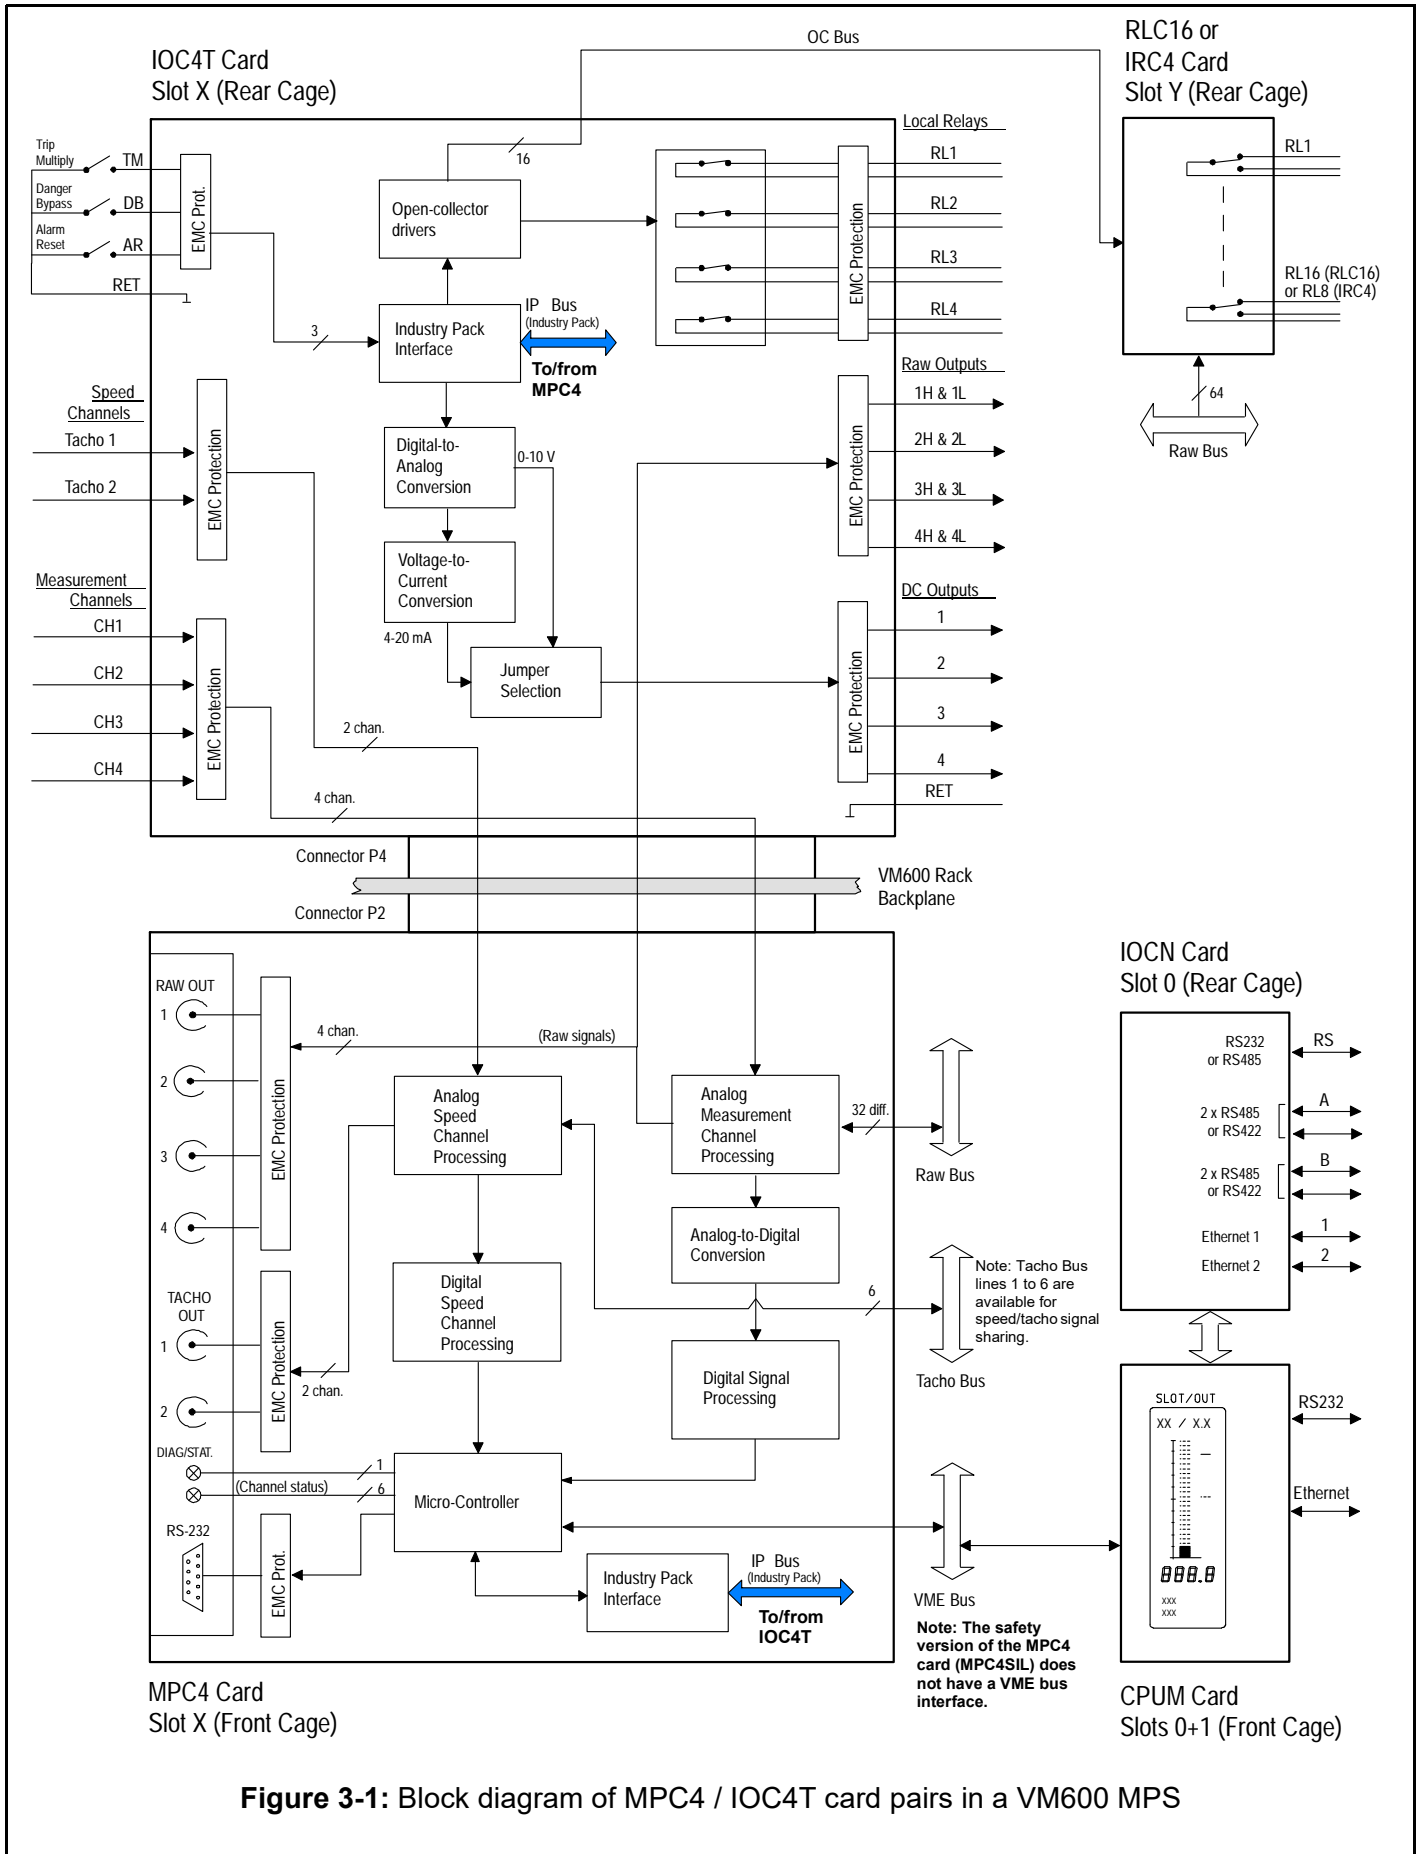 OC Bus
RLC16 or
IRC4 Card
Slot Y (Rear Cage)
IOC4T Card
Slot X (Rear Cage)
Local Relays
Trip
Multiply
TM
Danger
Bypass
DB
Alarm
Reset
AR
RET
EMC Prot.
16
Open-collector
drivers
RL1
RL2
RL3
RL4
EMC Protection
RL1
RL16 (RLC16)
or RL8 (IRC4)
64
Raw Bus
3
Industry Pack
Interface
IP Bus
(Industry Pack)
To/from
MPC4
Speed
Channels
Tacho 1
Tacho 2
EMC Protection
Digital-to-
Analog
Conversion
0-10 V
Voltage-to-
Current
Conversion
4-20 mA
Jumper
Selection
Raw Outputs
1H & 1L
2H & 2L
3H & 3L
4H & 4L
EMC Protection
Measurement
Channels
CH1
CH2
CH3
CH4
EMC Protection
DC Outputs
1
2
3
4
RET
EMC Protection
2 chan.
4 chan.
Connector P4
VM600 Rack
Backplane
Connector P2
RAW OUT
1
2
3
4
EMC Protection
4 chan.
(Raw signals)
Analog
Speed
Channel
Processing
Analog
Measurement
Channel
Processing
32 diff.
Raw Bus
Analog-to-Digital
Conversion
Digital
Speed
Channel
Processing
6
Note: Tacho Bus
lines 1 to 6 are
available for
speed/tacho signal
sharing.
Tacho Bus
TACHO
OUT
1
2
EMC Protection
2 chan.
Digital Signal
Processing
DIAG/STAT.
1
(Channel status)
6
Micro-Controller
RS-232
EMC Prot.
Industry Pack
Interface
IP Bus
(Industry Pack)
To/from
IOC4T
VME Bus
Note: The safety
version of the MPC4
card (MPC4SIL) does
not have a VME bus
interface.
MPC4 Card
Slot X (Front Cage)
IOCN Card
Slot 0 (Rear Cage)
RS232
or RS485
RS
2 x RS485
or RS422
A
2 x RS485
or RS422
B
Ethernet 1
1
Ethernet 2
2
SLOT/OUT
XX / X.X
000.0
XXX
XXX
RS232
Ethernet
CPUM Card
Slots 0+1 (Front Cage)
Figure 3-1: Block diagram of MPC4 / IOC4T card pairs in a VM600 MPS